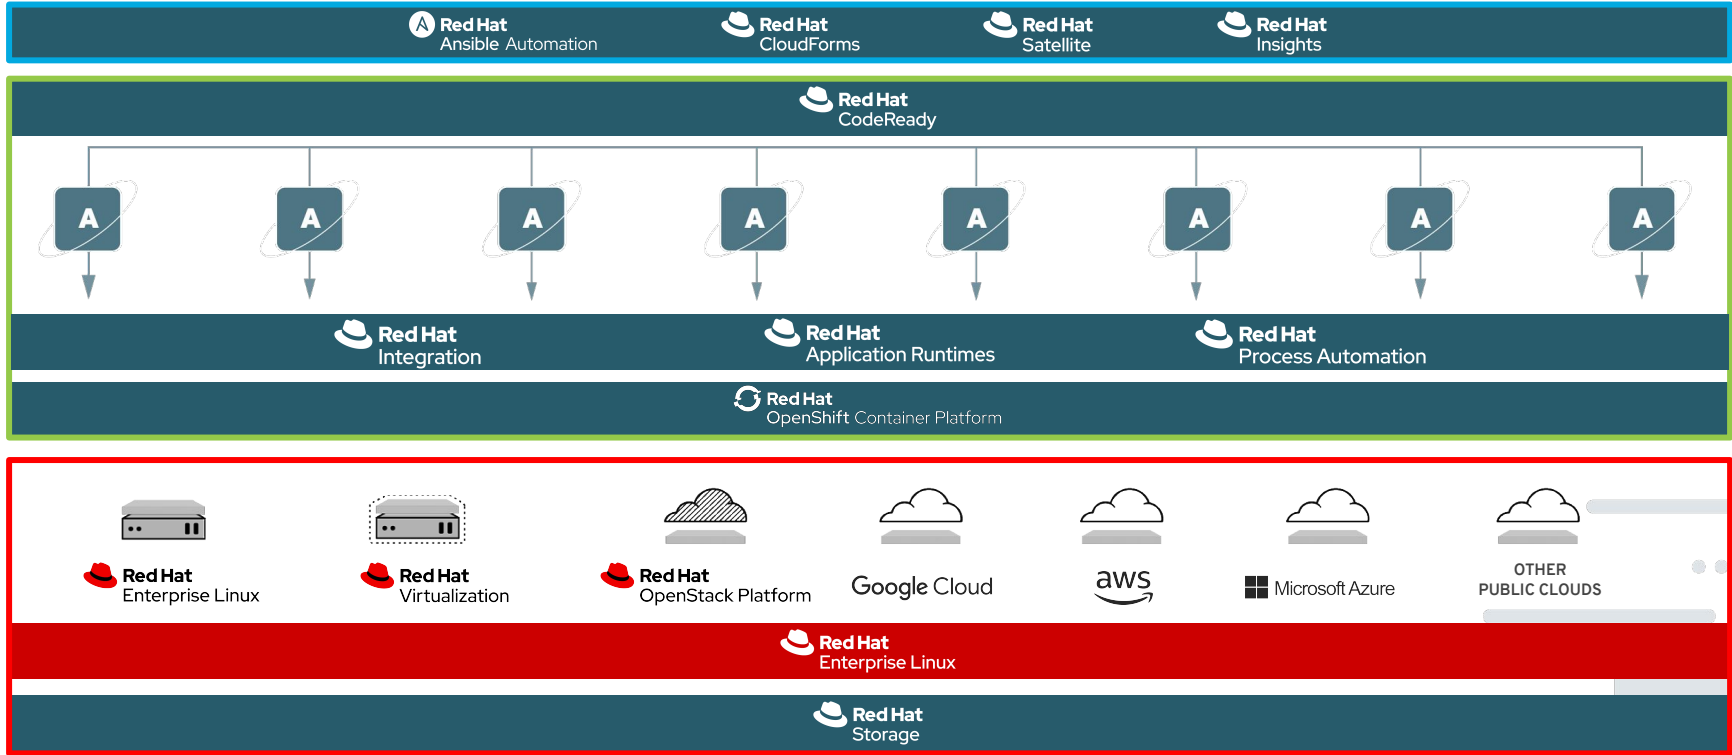 Red Hat
Ansible Automation
Red Hat
CloudForms
Red Hat
Satellite
Red Hat
Insights
Red Hat
CodeReady
A A A A A A A A
Red Hat
Integration
Red Hat
Application Runtimes
Red Hat
Process Automation
Red Hat
OpenShift Container Platform
Red Hat
Enterprise Linux
Red Hat
Virtualization
Red Hat
OpenStack Platform
Google Cloud
aws
Microsoft Azure
OTHER
PUBLIC CLOUDS
Red Hat
Enterprise Linux
Red Hat
Storage